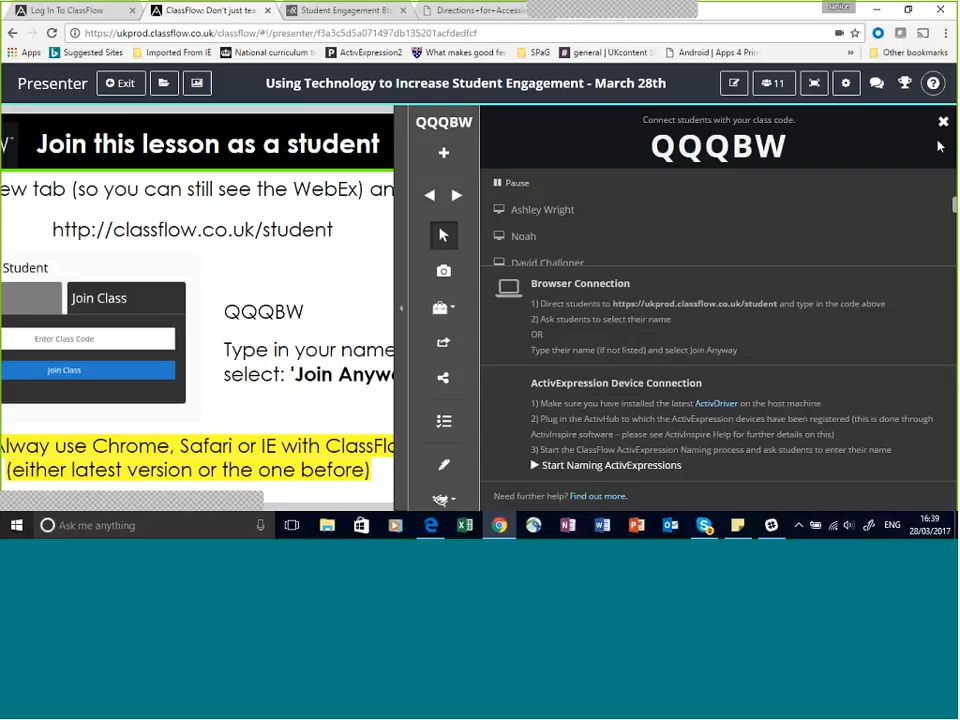 Log In To ClassFlow
ClassFlow: Don't just tea
Student Engagement Bl
Directions+for+Accessi
Janice
https://ukprod.classflow.co.uk/classflow/#!/presenter/f3a3c5d5a071497db135201acfdedfcf
Apps
Suggested Sites
Imported From IE
National curriculum
ActivExpression2
What makes good fee
SPaG
general | UKcontent S
Android | Apps 4 Prim
»
Other bookmarks
Presenter
Exit
Using Technology to Increase Student Engagement - March 28th
11
Join this lesson as a student
ew tab (so you can still see the WebEx) an
http://classflow.co.uk/student
Student
Join Class
Enter Class Code
Join Class
QQQBW
Type in your name
select: 'Join Anywa
Alway use Chrome, Safari or IE with ClassFlo
(either latest version or the one before)
QQQBW
Connect students with your class code.
QQQBW
Pause
Ashley Wright
Noah
David Challoner
Browser Connection
1) Direct students to https://ukprod.classflow.co.uk/student and type in the code above
2) Ask students to select their name
OR
Type their name (if not listed) and select Join Anyway
ActivExpression Device Connection
1) Make sure you have installed the latest ActivDriver on the host machine
2) Plug in the ActivHub to which the ActivExpression devices have been registered (this is done through
ActivInspire software – please see ActivInspire Help for further details on this)
3) Start the ClassFlow ActivExpression Naming process and ask students to enter their name
Start Naming ActivExpressions
Need further help? Find out more.
Ask me anything
ENG
16:39
28/03/2017